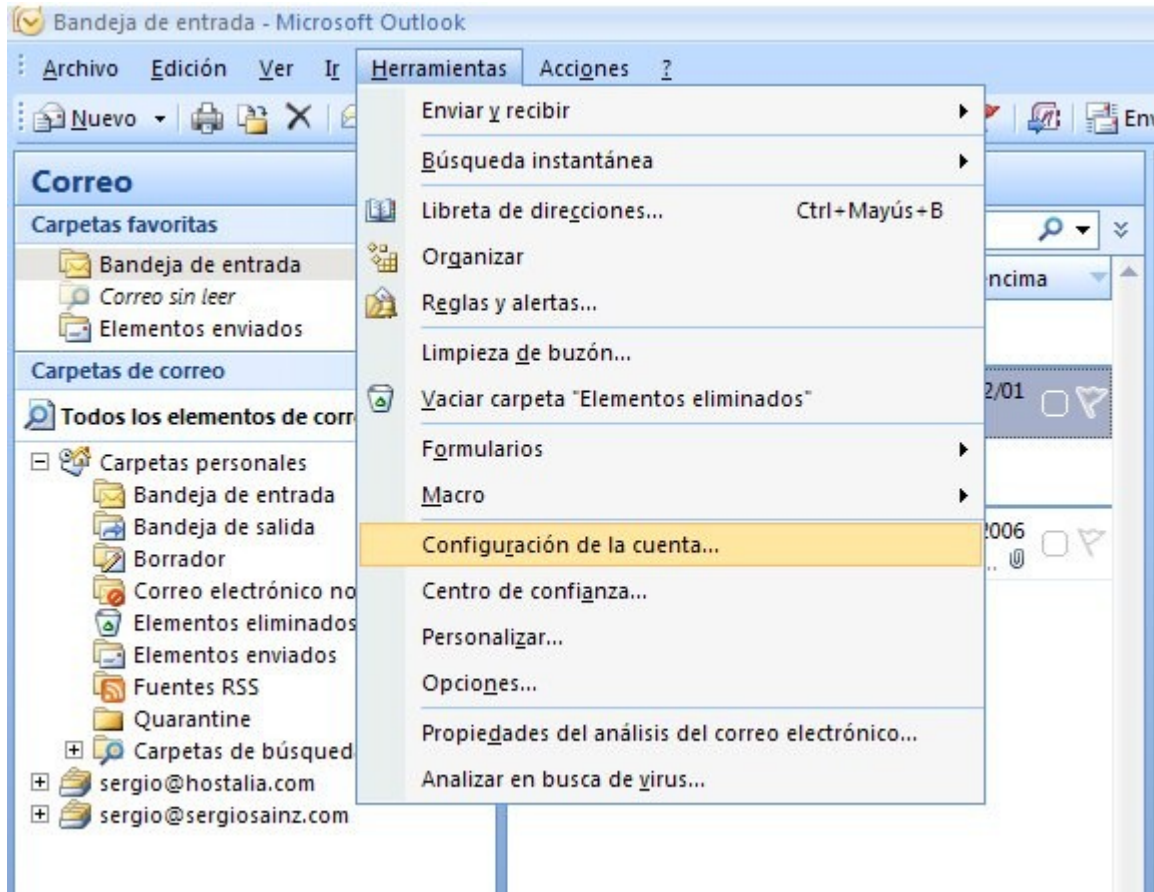 Bandeja de entrada - Microsoft Outlook
Archivo Edición Ver Ir Herramientas Acciones ?
Nuevo
Correo
Carpetas favoritas
Bandeja de entrada
Correo sin leer
Elementos enviados
Carpetas de correo
Todos los elementos de corr
Carpetas personales
Bandeja de entrada
Bandeja de salida
Borrador
Correo electrónico no
Elementos eliminados
Elementos enviados
Fuentes RSS
Quarantine
Carpetas de búsqued
sergio@hostalia.com
sergio@sergiosainz.com
Enviar y recibir
Búsqueda instantánea
Libreta de direcciones... Ctrl+Mayús+B
Organizar
Reglas y alertas...
Limpieza de buzón...
Vaciar carpeta "Elementos eliminados"
Formularios
Macro
Configuración de la cuenta...
Centro de confianza...
Personalizar...
Opciones...
Propiedades del análisis del correo electrónico...
Analizar en busca de virus...
Env
ncima
2/01
2006